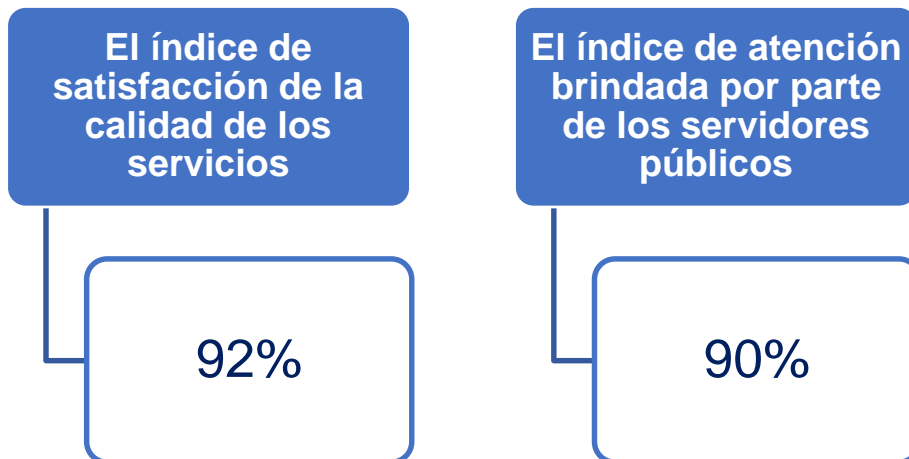 El índice de
satisfacción de la
calidad de los
servicios
92%
El índice de atención
brindada por parte
de los servidores
públicos
90%